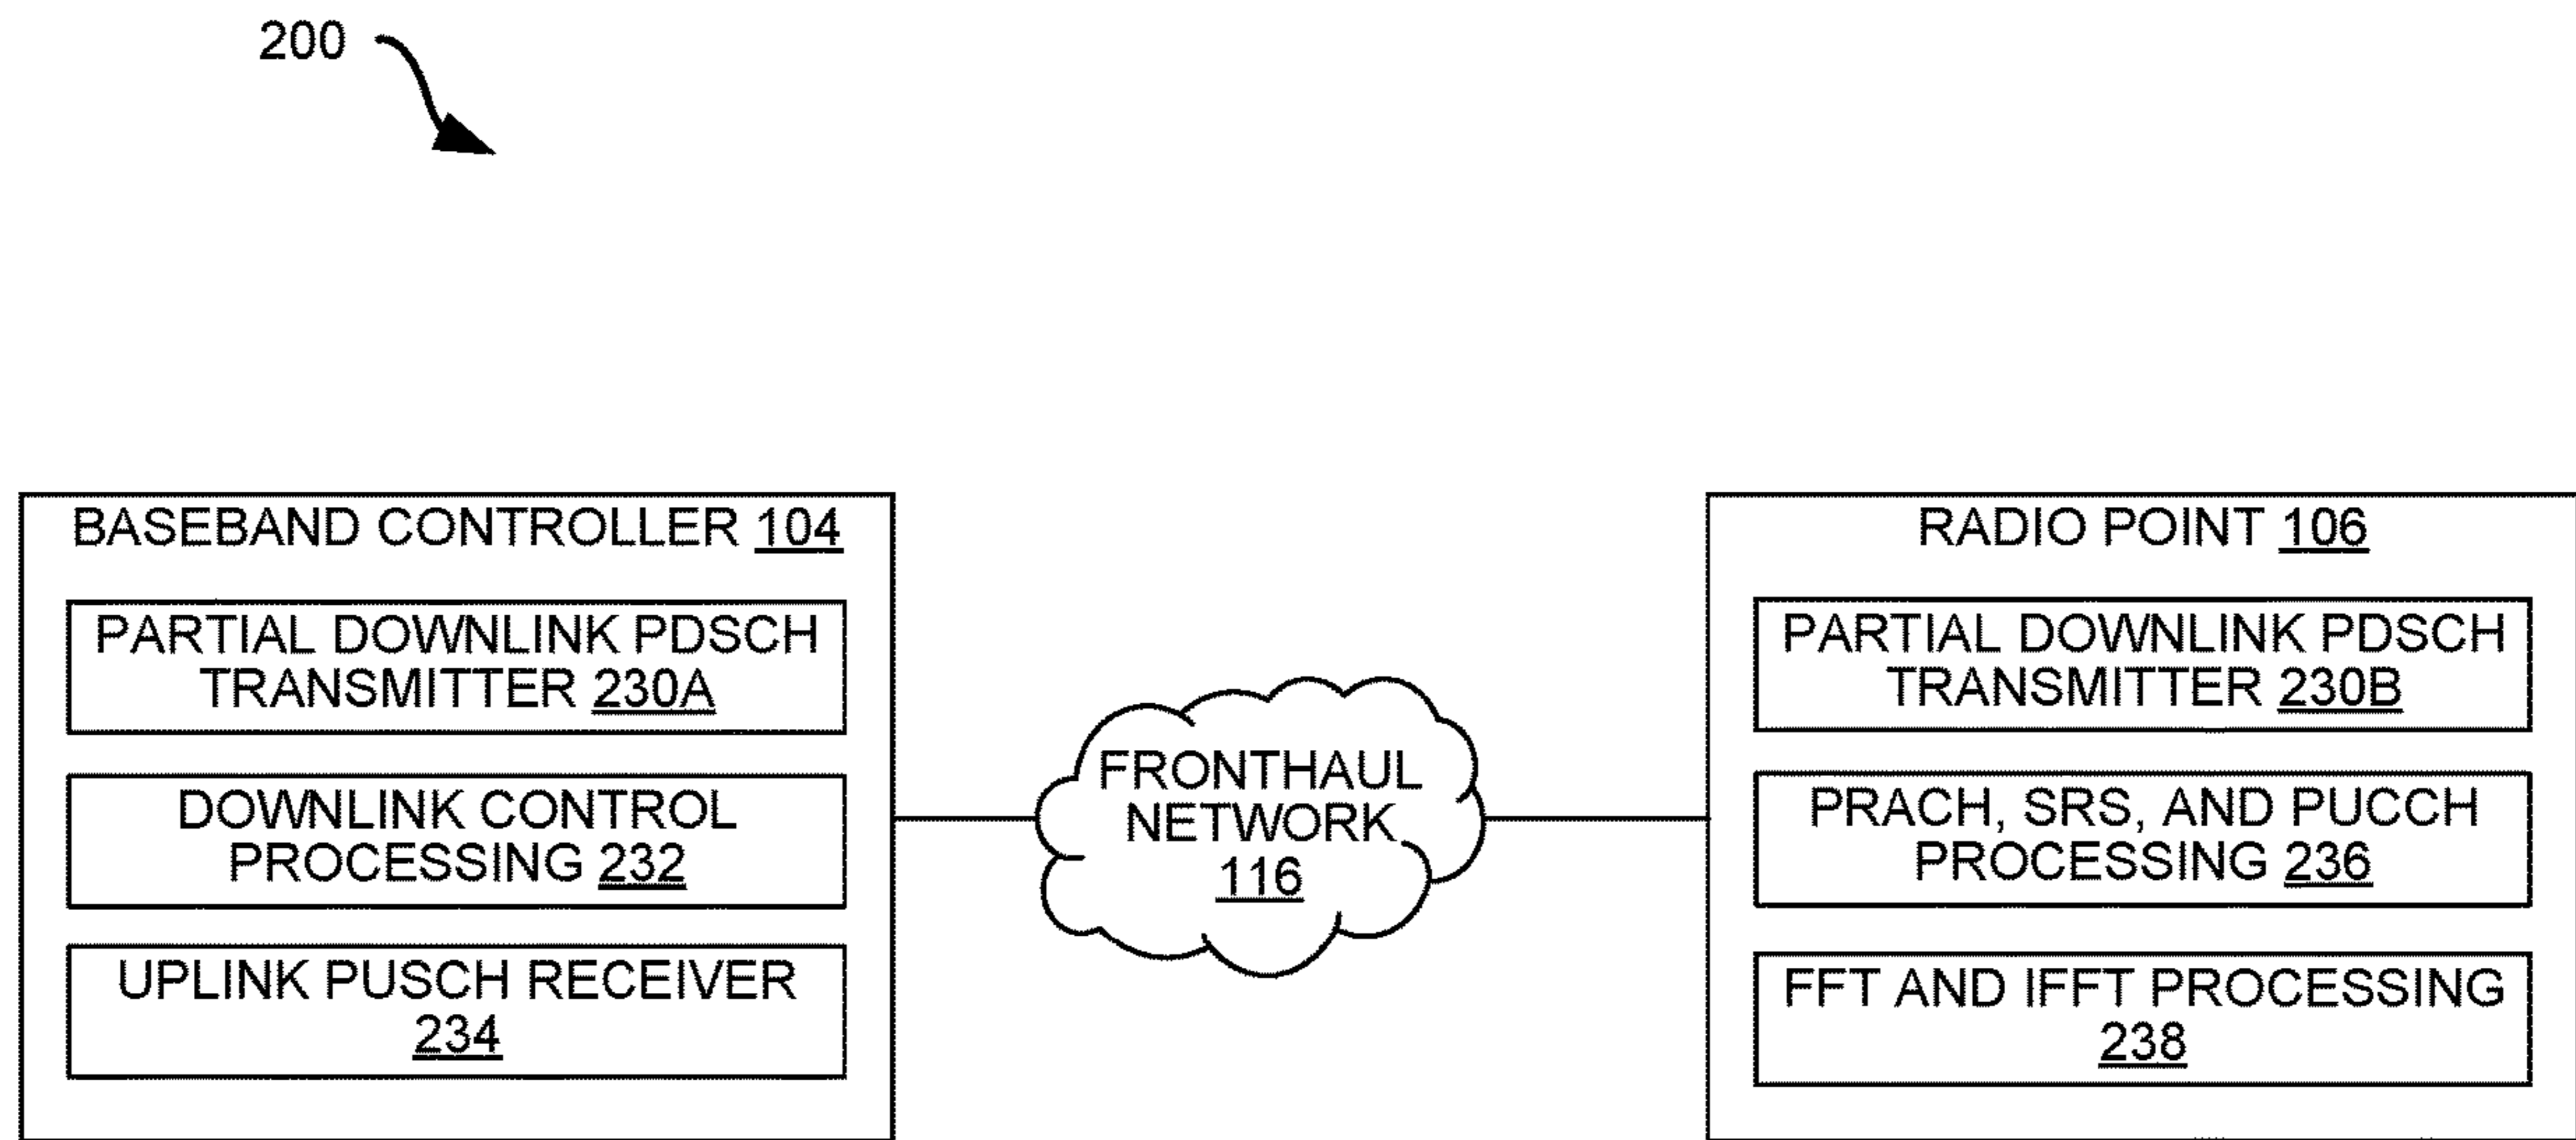 200
BASEBAND CONTROLLER 104
PARTIAL DOWNLINK PDSCH
TRANSMITTER 230A
DOWNLINK CONTROL
PROCESSING 232
UPLINK PUSCH RECEIVER
234
FRONTHAUL
NETWORK
116
RADIO POINT 106
PARTIAL DOWNLINK PDSCH
TRANSMITTER 230B
PRACH, SRS, AND PUCCH
PROCESSING 236
FFT AND IFFT PROCESSING
238